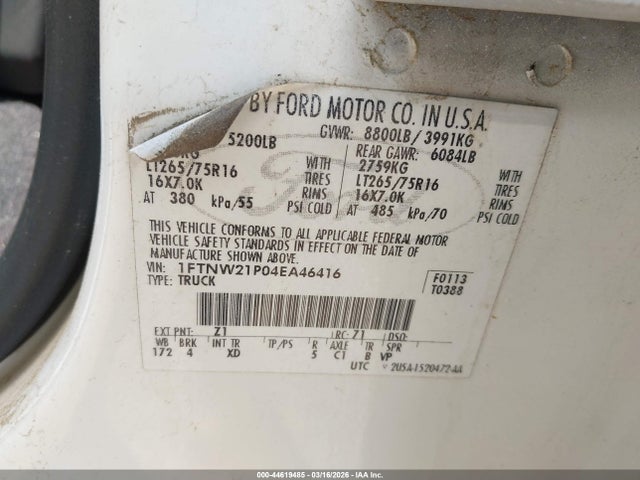 BY FORD MOTOR CO. IN U.S.A.
GVWR: 8800LB/ 3991KG
5200LB REAR GAWR: 6084LB
KG WITH 2759KG WITH
LT265/75R16 TIRES LT265/75R16 TIRES
16X7.0K RIMS 16X7.0K RIMS
AT 380 kPa/55 PSI COLD AT 485 kPa/70 PSI COLD
THIS VEHICLE CONFORMS TO ALL APPLICABLE FEDERAL MOTOR
VEHICLE SAFETY STANDARDS IN EFFECT ON THE DATE OF
MANUFACTURE SHOWN ABOVE.
VIN: 1FTNW21P04EA46416 F0113
TYPE: TRUCK T0388
EXT PNT: Z1 RC: 71 DSO:
WB BRK INT TR TP/PS R AXLE TR SPR
172 4 XD 5 C1 B VP
UTC 2U5A-1520472-AA
Ford
000-44619485 - 03/16/2026 - IAA Inc.